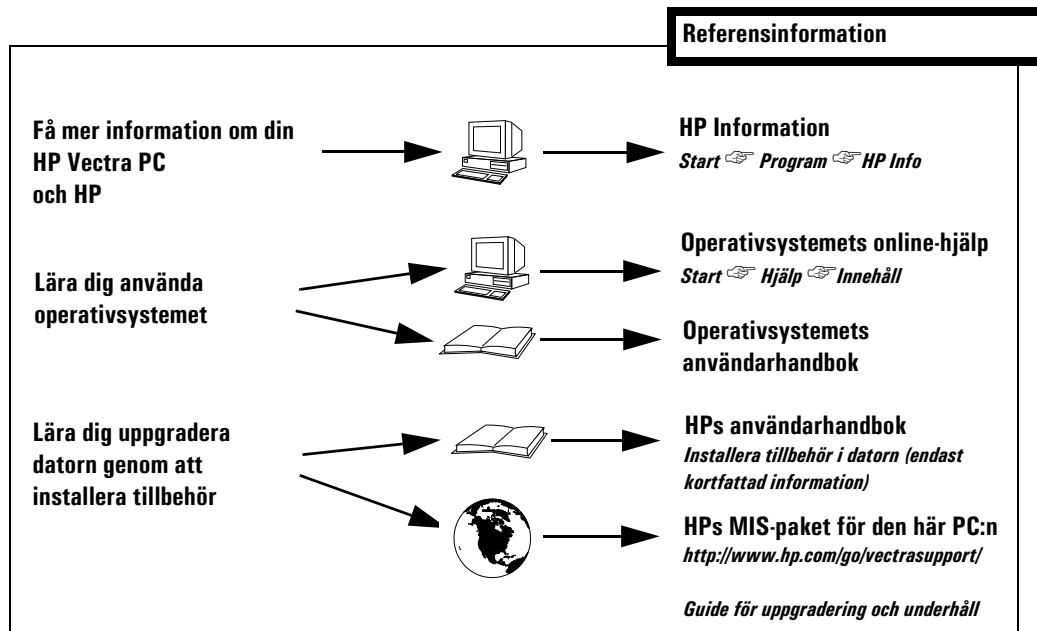 Referensinformation
Få mer information om din
HP Vectra PC
och HP
HP Information
Start ☞ Program ☞ HP Info
Lära dig använda
operativsystemet
Operativsystemets online-hjälp
Start ☞ Hjälp ☞ Innehåll
Operativsystemets
användarhandbok
Lära dig uppgradera
datorn genom att
installera tillbehör
HPs användarhandbok
Installera tillbehör i datorn (endast
kortfattad information)
HPs MIS-paket för den här PC:n
http://www.hp.com/go/vectrasupport/
Guide för uppgradering och underhåll